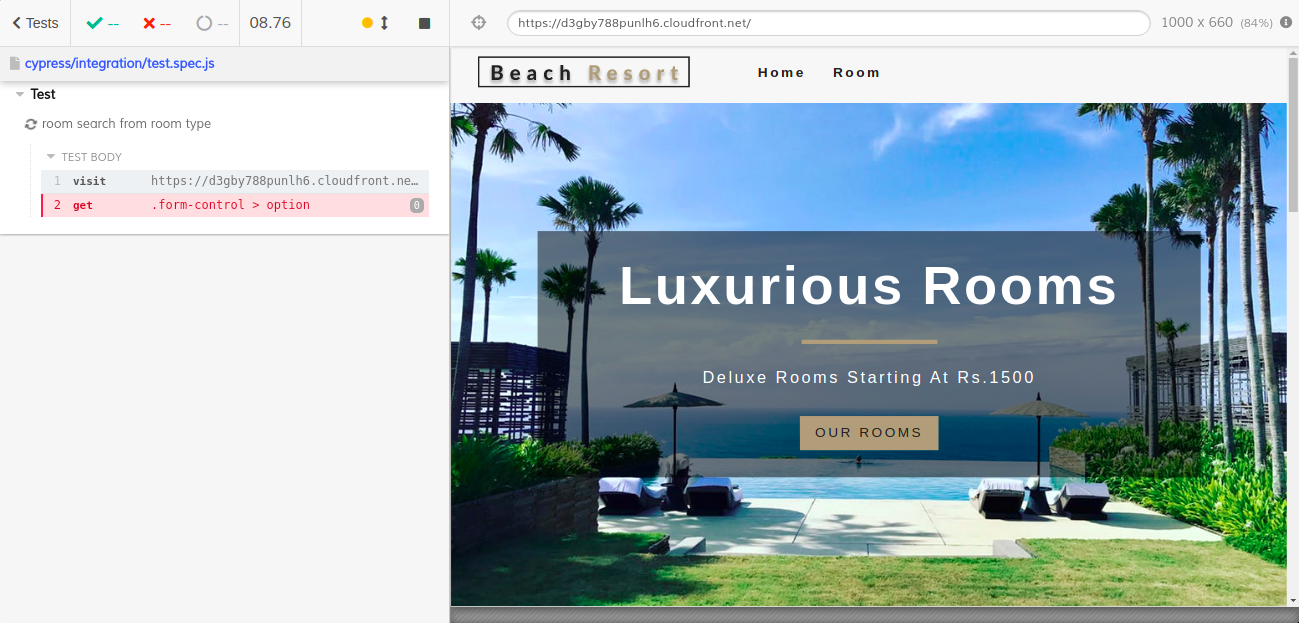 Tests
--
--
--
08.76
https://d3gby788punlh6.cloudfront.net/
1000 x 660 (84%)
cypress/integration/test.spec.js
Test
room search from room type
TEST BODY
1 visit https://d3gby788punlh6.cloudfront.ne…
2 get .form-control > option 0
Beach Resort
Home Room
Luxurious Rooms
Deluxe Rooms Starting At Rs.1500
OUR ROOMS